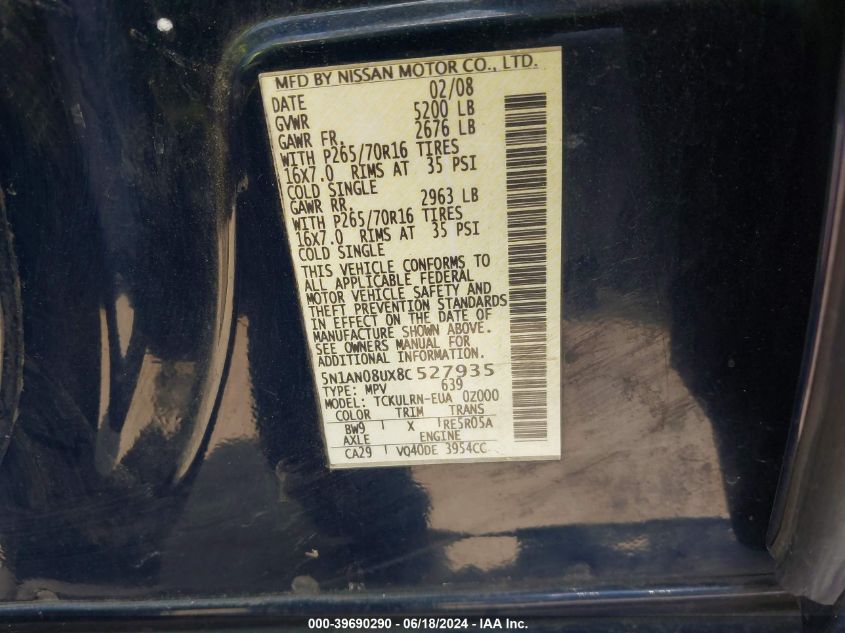 MFD BY NISSAN MOTOR CO., LTD.
DATE 02/08
GVWR 5200 LB
GAWR FR. 2676 LB
WITH P265/70R16 TIRES
16X7.0 RIMS AT 35 PSI
COLD SINGLE
GAWR RR. 2963 LB
WITH P265/70R16 TIRES
16X7.0 RIMS AT 35 PSI
COLD SINGLE
THIS VEHICLE CONFORMS TO
ALL APPLICABLE FEDERAL
MOTOR VEHICLE SAFETY AND
THEFT PREVENTION STANDARDS
IN EFFECT ON THE DATE OF
MANUFACTURE SHOWN ABOVE.
SEE OWNERS MANUAL FOR
ADDITIONAL INFORMATION.
5N1AN08UX8C 527935
TYPE: MPV 639
MODEL: TCKULRN-EUA 0Z000
COLOR TRIM TRANS
BW9 X RE5R05A
AXLE ENGINE
CA29 VQ40DE 3954CC
000-39690290 - 06/18/2024 - IAA Inc.